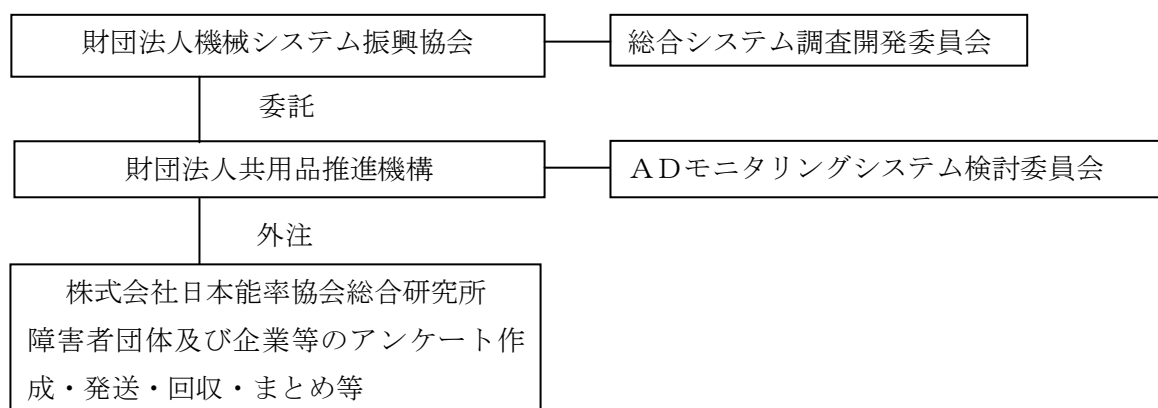 財団法人機械システム振興協会
総合システム調査開発委員会
委託
財団法人共用品推進機構
ＡＤモニタリングシステム検討委員会
外注
株式会社日本能率協会総合研究所
障害者団体及び企業等のアンケート作
成・発送・回収・まとめ等